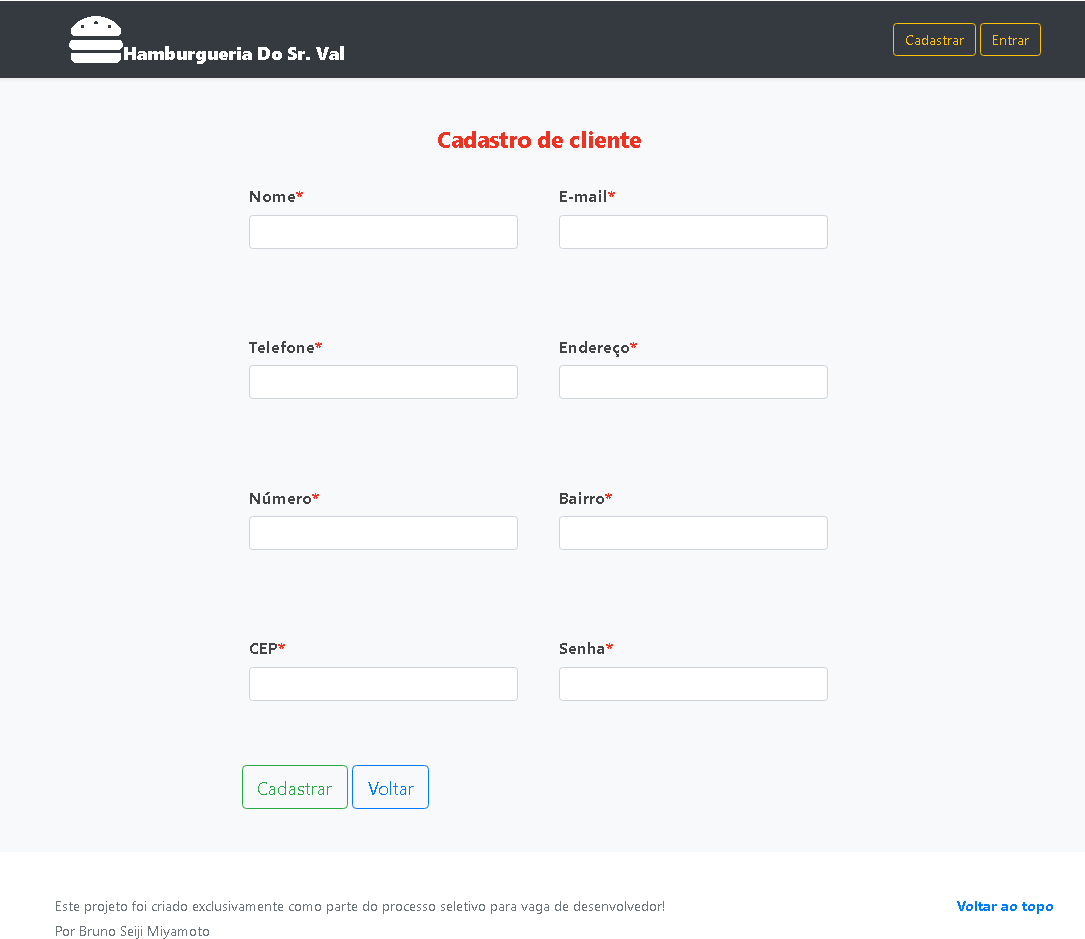 Hamburgueria Do Sr. Val
Cadastrar
Entrar
Cadastro de cliente
Nome*
E-mail*
Telefone*
Endereço*
Número*
Bairro*
CEP*
Senha*
Cadastrar
Voltar
Este projeto foi criado exclusivamente como parte do processo seletivo para vaga de desenvolvedor!
Voltar ao topo
Por Bruno Seiji Miyamoto